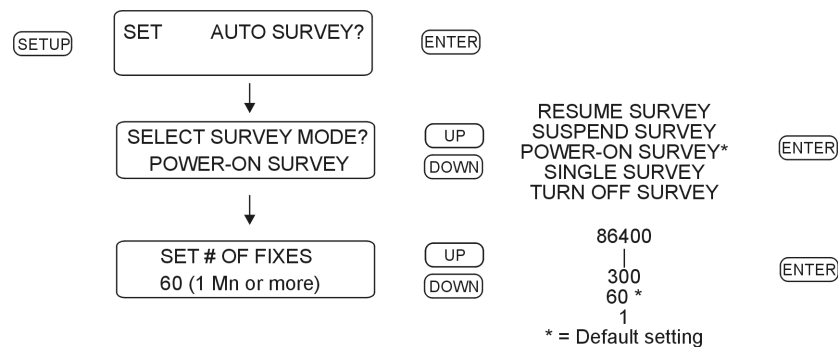 SETUP
SET AUTO SURVEY?
ENTER
SELECT SURVEY MODE?
POWER-ON SURVEY
UP
DOWN
RESUME SURVEY
SUSPEND SURVEY
POWER-ON SURVEY*
SINGLE SURVEY
TURN OFF SURVEY
ENTER
SET # OF FIXES
60 (1 Mn or more)
UP
DOWN
86400
|
300
60 *
1
* = Default setting
ENTER